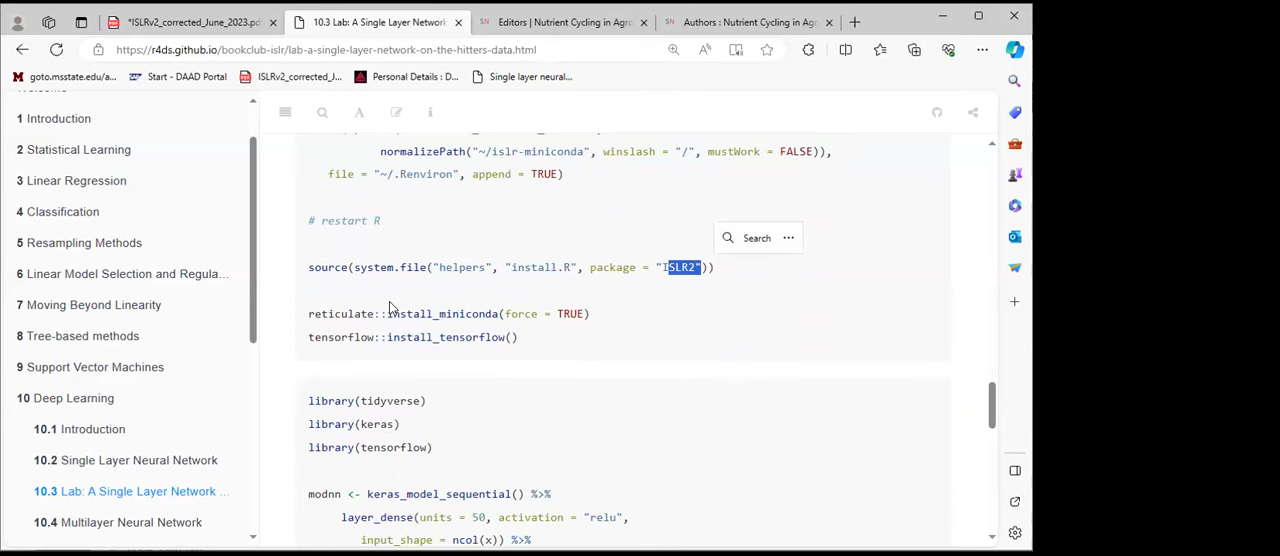 *ISLRv2_corrected_June_2023.pd
10.3 Lab: A Single Layer Network
Editors | Nutrient Cycling in Agro
Authors : Nutrient Cycling in Agro
https://r4ds.github.io/bookclub-islr/lab-a-single-layer-network-on-the-hitters-data.html
goto.msstate.edu/a...
Start - DAAD Portal
ISLRv2_corrected_J...
Personal Details : D...
Single layer neural...
1 Introduction
2 Statistical Learning
3 Linear Regression
4 Classification
5 Resampling Methods
6 Linear Model Selection and Regula...
7 Moving Beyond Linearity
8 Tree-based methods
9 Support Vector Machines
10 Deep Learning
10.1 Introduction
10.2 Single Layer Neural Network
10.3 Lab: A Single Layer Network ...
10.4 Multilayer Neural Network
normalizePath("~/islr-miniconda", winslash = "/", mustWork = FALSE)),
file = "~/.Renviron", append = TRUE)
# restart R
Search
source(system.file("helpers", "install.R", package = "ISLR2"))
reticulate::install_miniconda(force = TRUE)
tensorflow::install_tensorflow()
library(tidyverse)
library(keras)
library(tensorflow)
modnn <- keras_model_sequential() %>%
layer_dense(units = 50, activation = "relu",
input_shape = ncol(x)) %>%